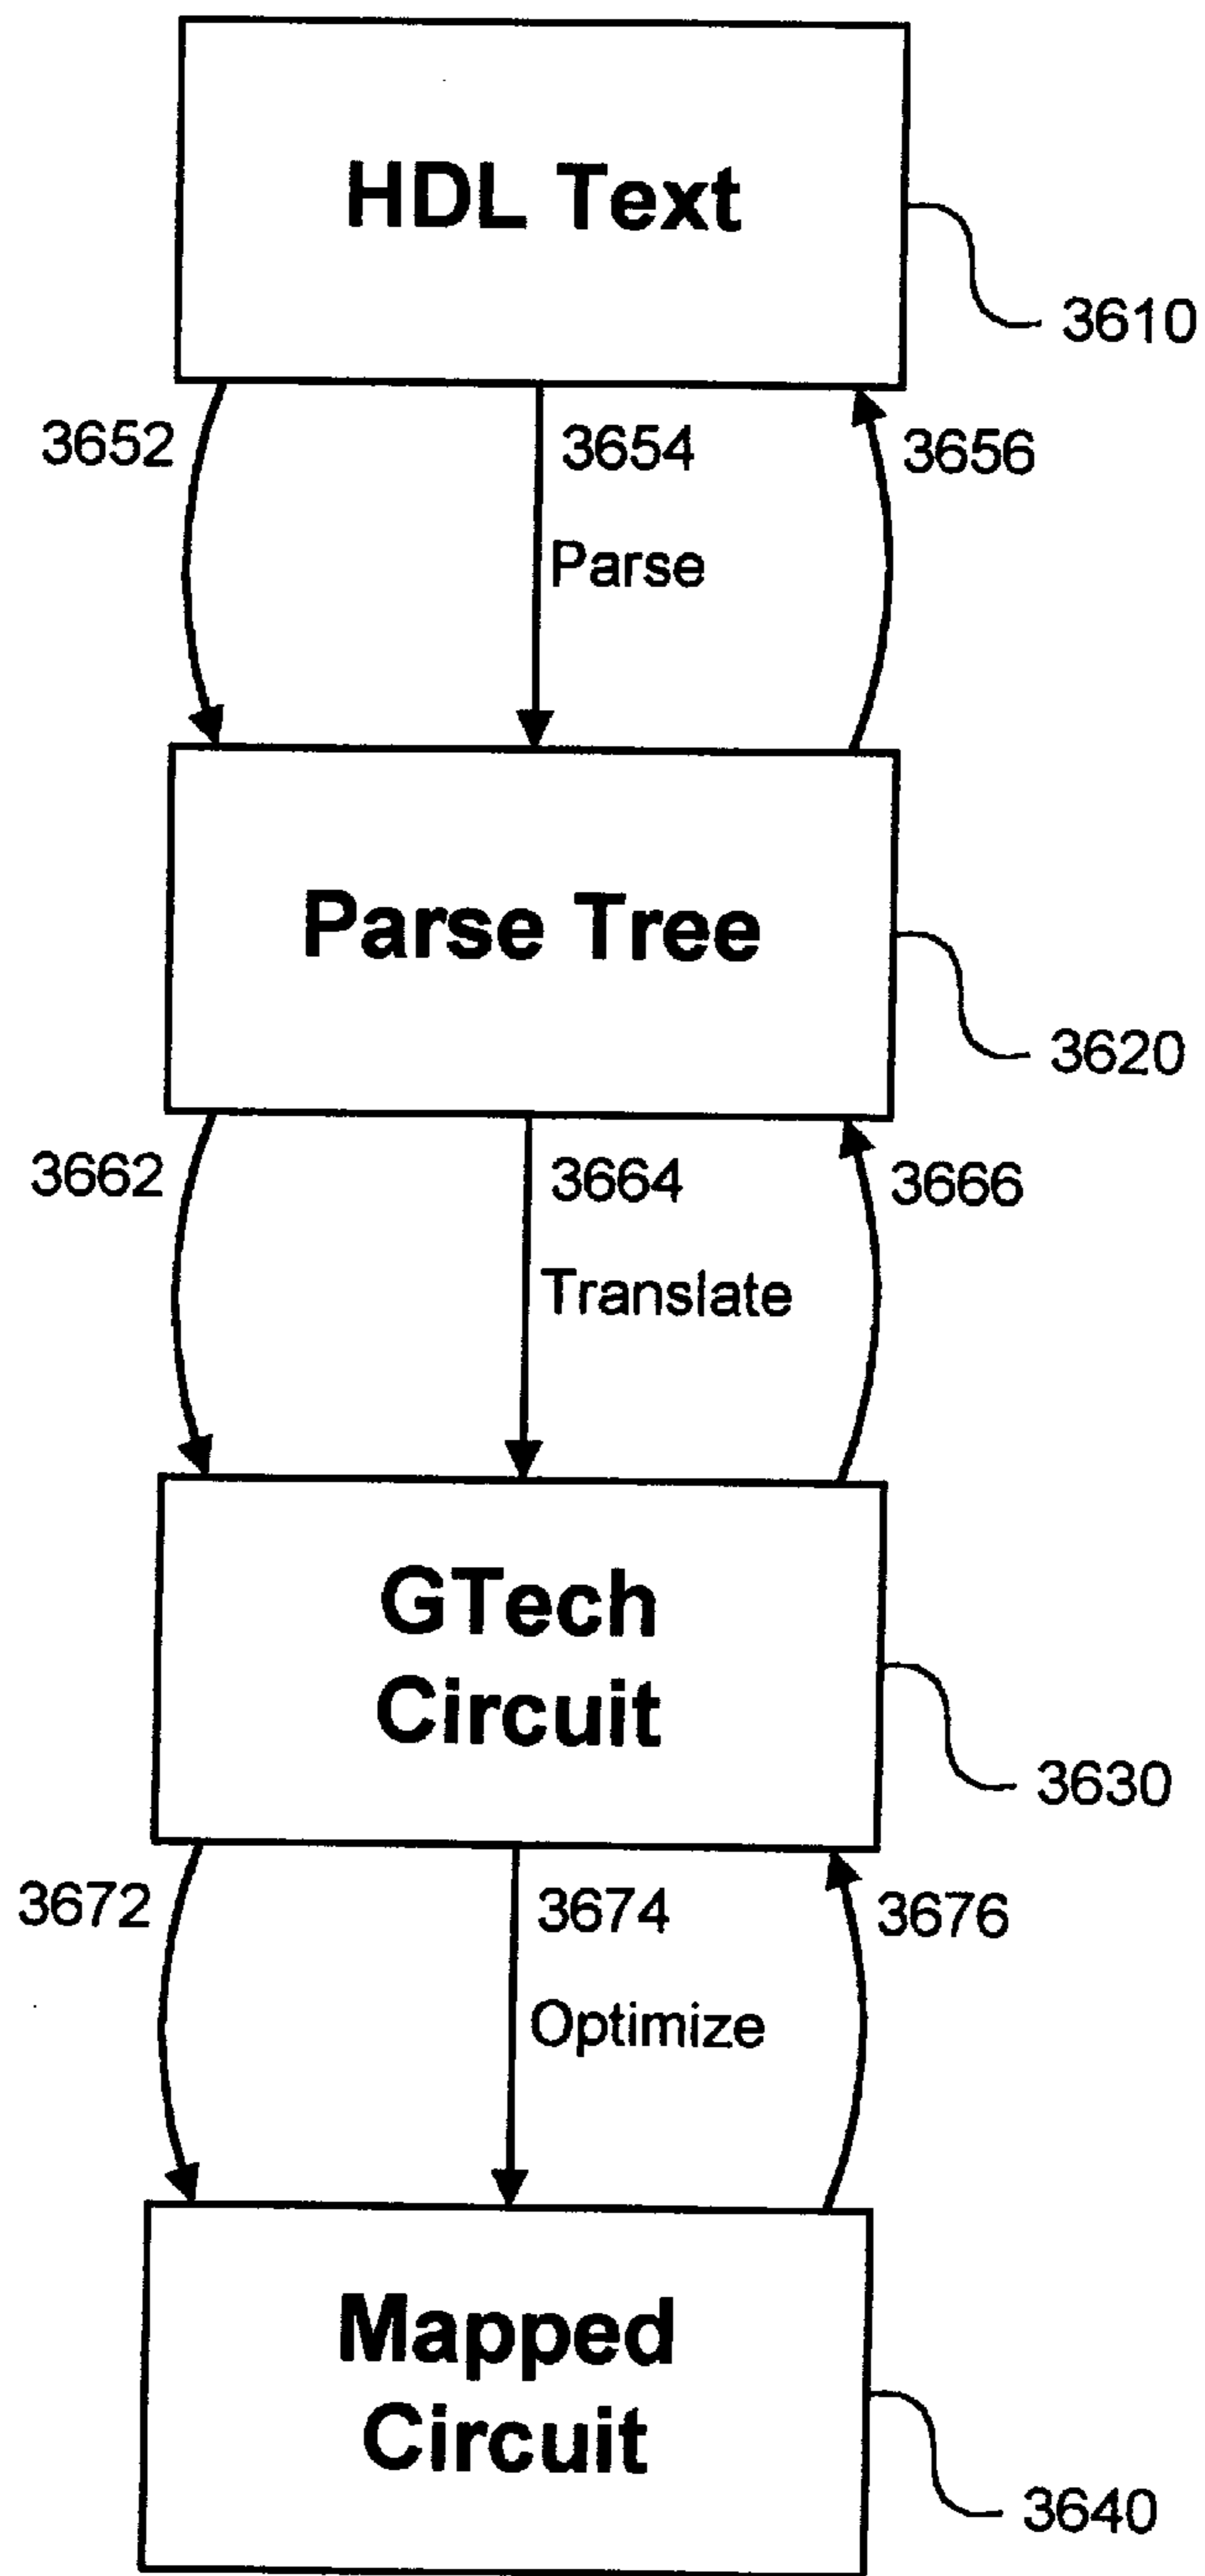 HDL Text
3610
3652
3654
3656
Parse
Parse Tree
3620
3662
3664
3666
Translate
GTech
Circuit
3630
3672
3674
3676
Optimize
Mapped
Circuit
3640